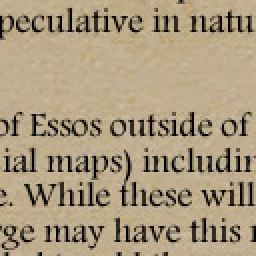 speculative in natu
of Essos outside of
ial maps) includin
e. While these will
rge may have this